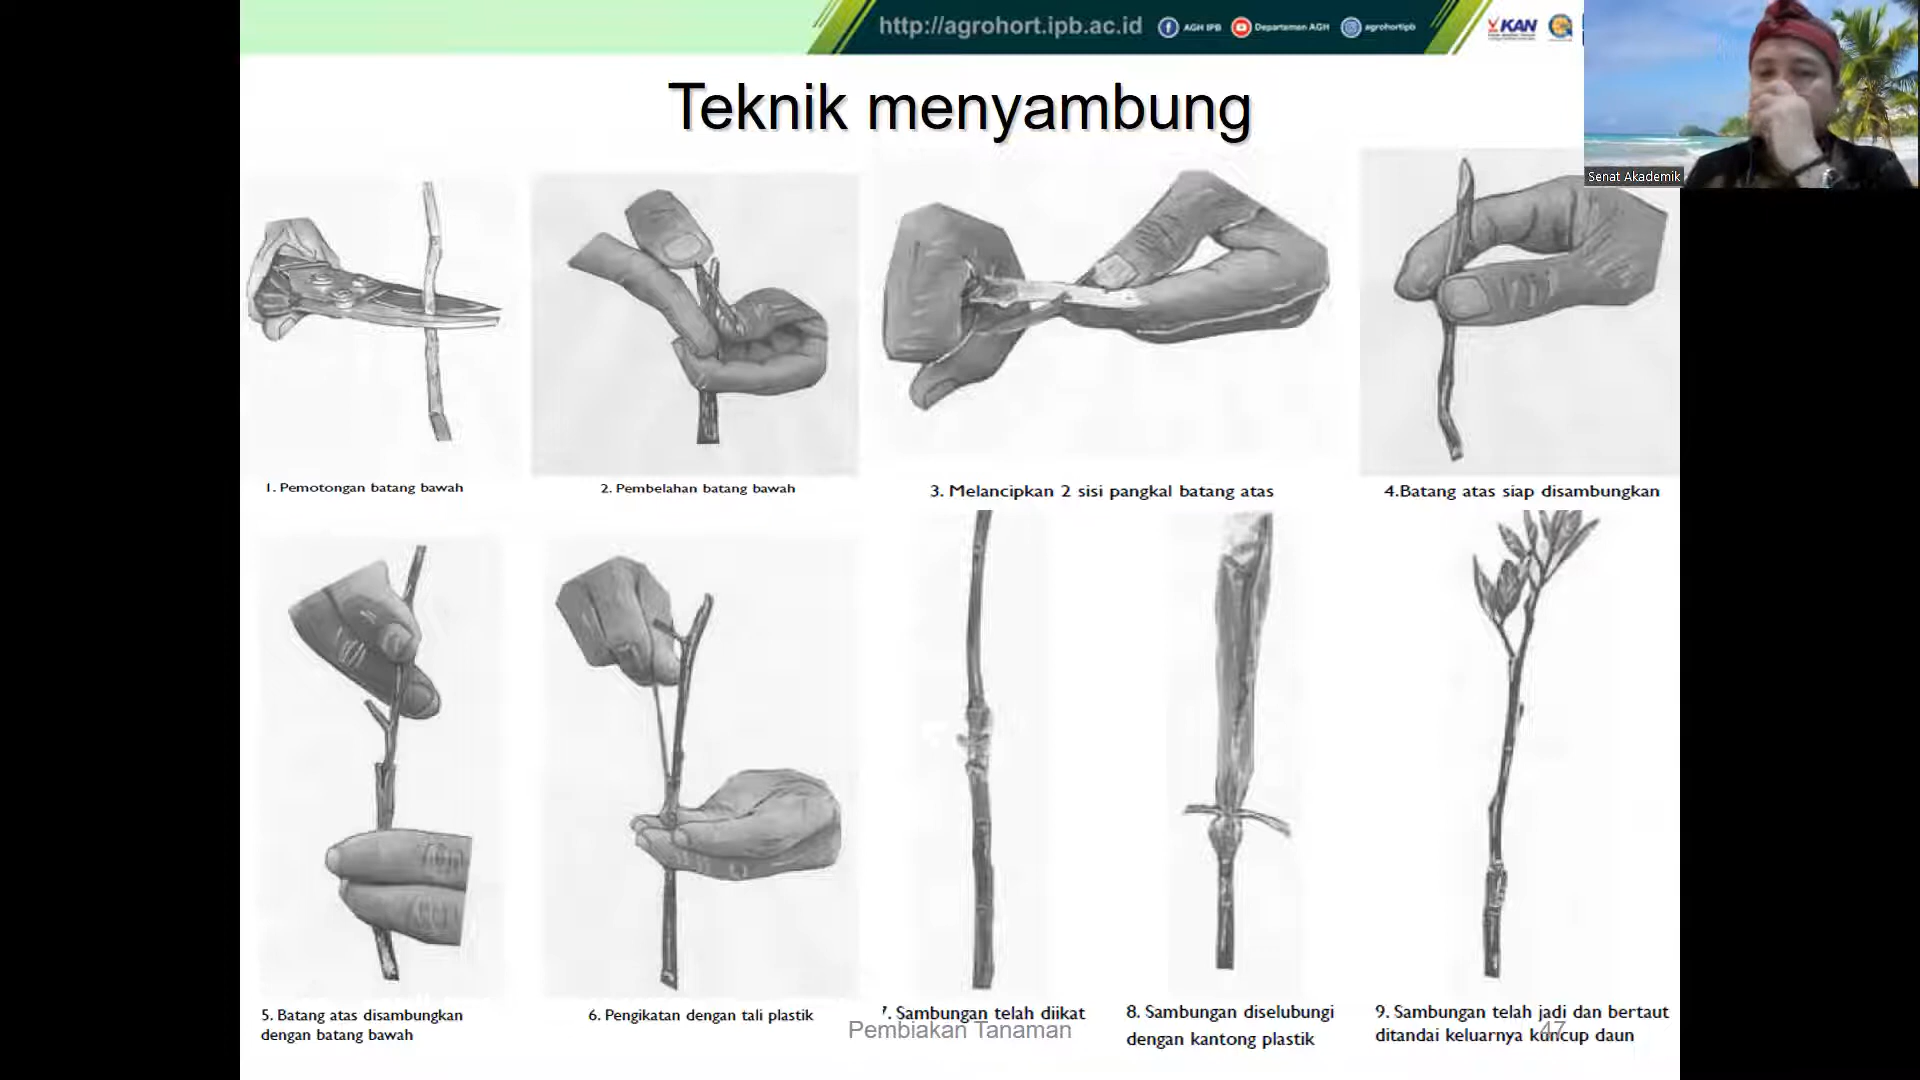 http://agrohort.ipb.ac.id
AGH IPB
Departemen AGH
agrohortipb
KAN
Senat Akademik
Teknik menyambung
1. Pemotongan batang bawah
2. Pembelahan batang bawah
3. Melancipkan 2 sisi pangkal batang atas
4.Batang atas siap disambungkan
5. Batang atas disambungkan
dengan batang bawah
6. Pengikatan dengan tali plastik
7. Sambungan telah diikat
8. Sambungan diselubungi
dengan kantong plastik
9. Sambungan telah jadi dan bertaut
ditandai keluarnya kuncup daun
Pembiakan Tanaman
47